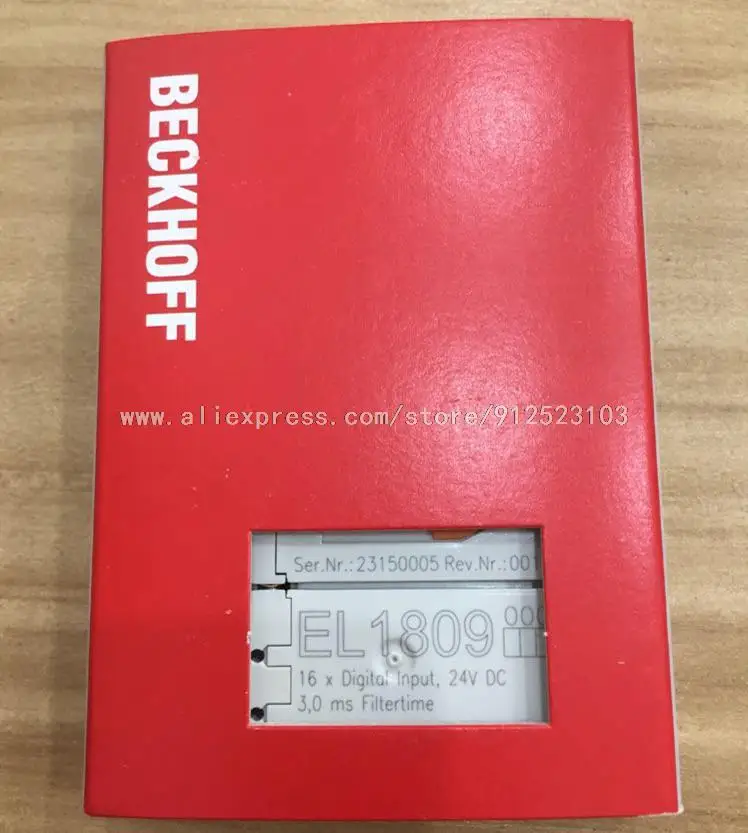 BECKHOFF
www.aliexpress.com/store/912523103
Ser.Nr.:23150005 Rev.Nr.:001
EL1809
16 x Digital Input, 24V DC
3,0 ms Filtertime